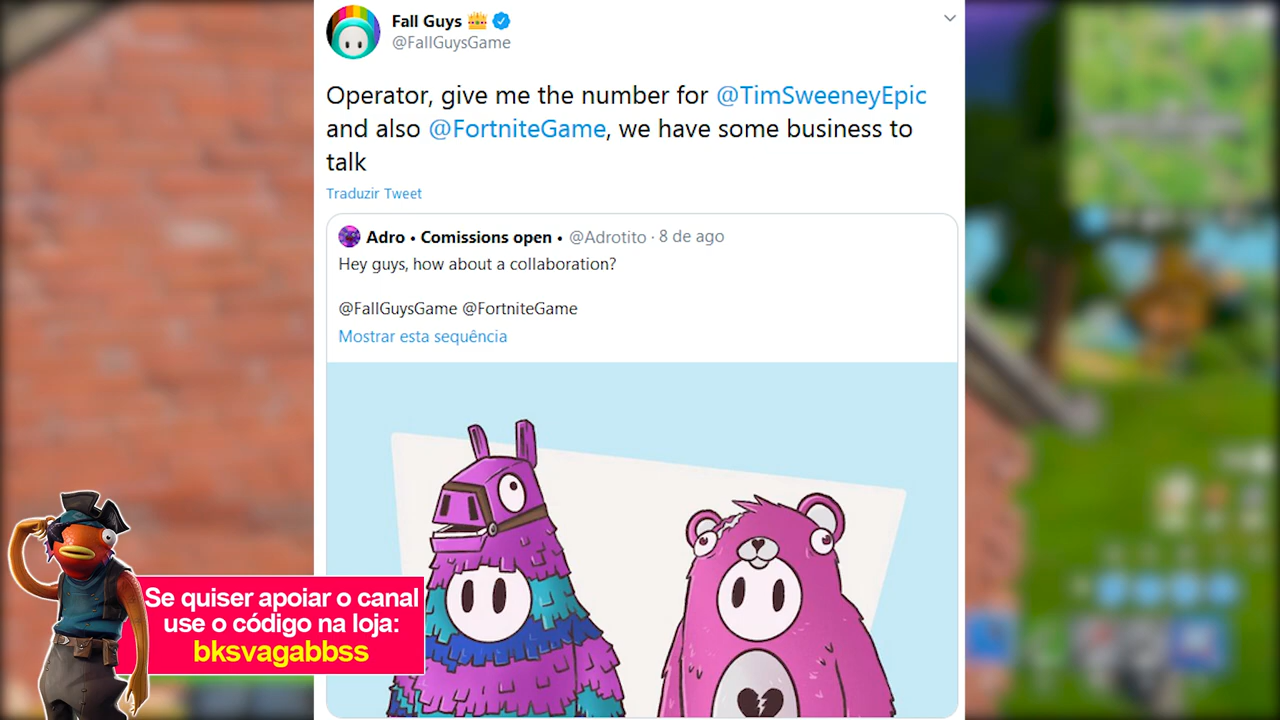 Fall Guys 👑
@FallGuysGame
Operator, give me the number for @TimSweeneyEpic
and also @FortniteGame, we have some business to
talk
Traduzir Tweet
Adro • Comissions open • @Adrotito · 8 de ago
Hey guys, how about a collaboration?
@FallGuysGame @FortniteGame
Mostrar esta sequência
Se quiser apoiar o canal
use o código na loja:
bksvagabbss